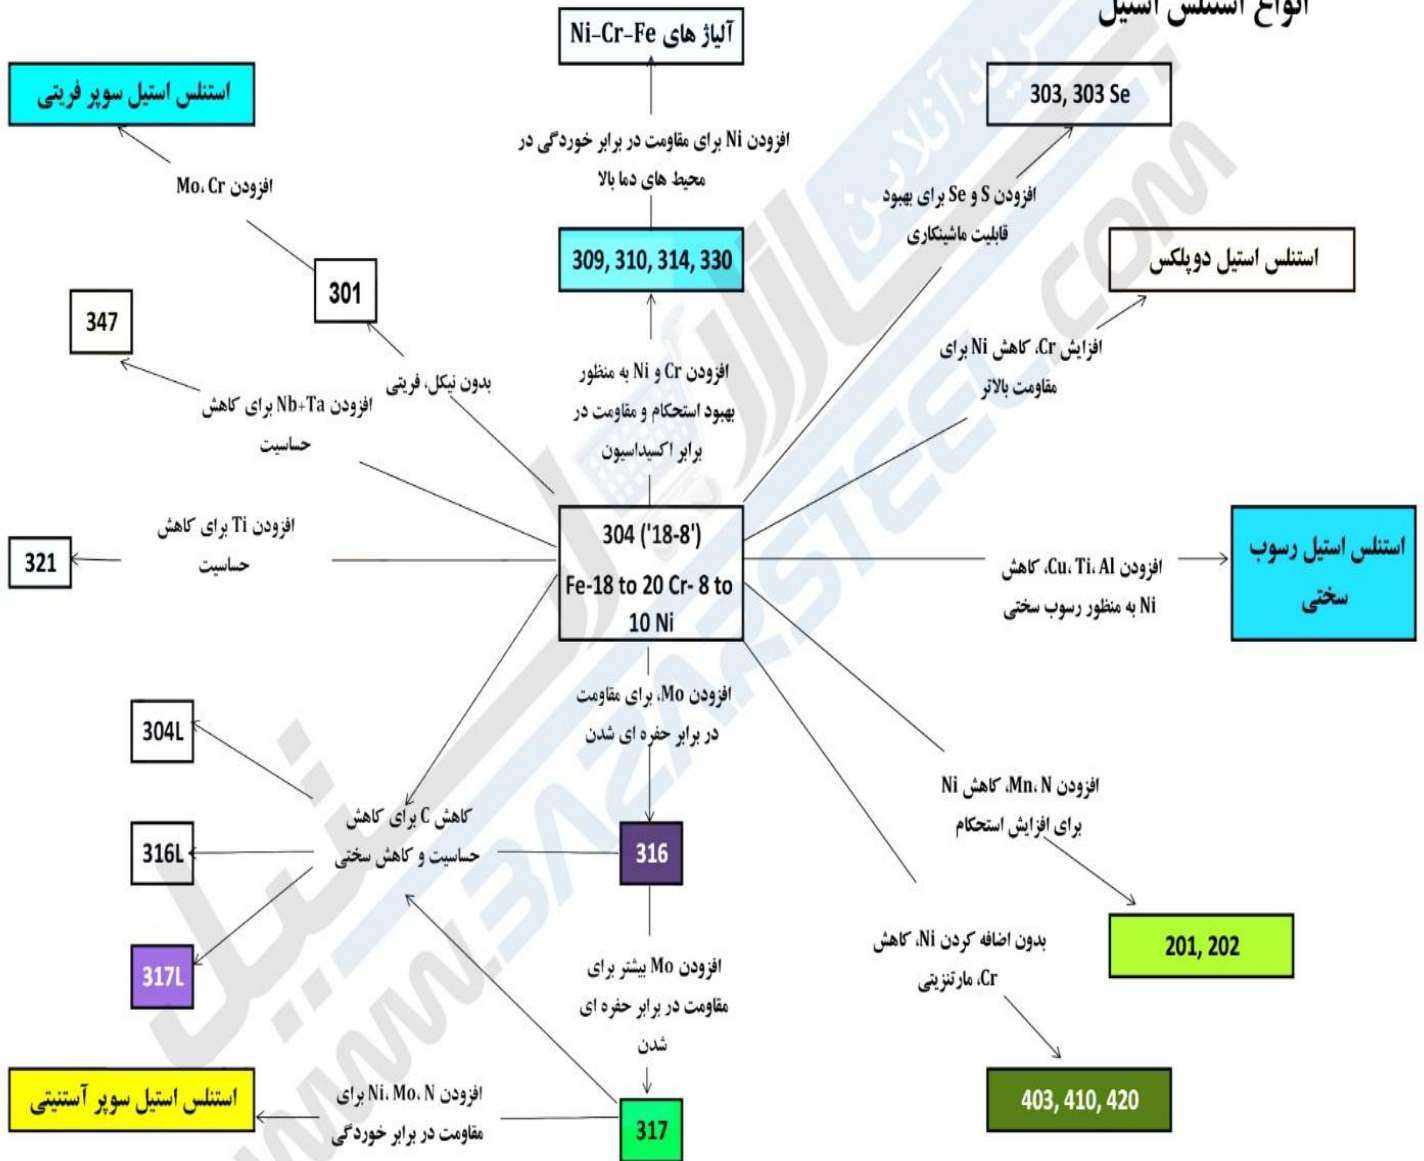 انواع استنلس استیل
آلیاژ های Ni-Cr-Fe
استنلس استیل سوپر فریتی
303, 303 Se
افزودن Ni برای مقاومت در برابر خوردگی در
محیط های دما بالا
افزودن Mo، Cr
افزودن S و Se برای بهبود
قابلیت ماشینکاری
309, 310, 314, 330
استنلس استیل دوپلکس
301
347
افزایش Cr، کاهش Ni برای
مقاومت بالاتر
افزودن Cr و Ni به منظور
بهبود استحکام و مقاومت در
برابر اکسیداسیون
بدون نیکل، فریتی
افزودن Nb+Ta برای کاهش
حساسیت
304 ('18-8')
Fe-18 to 20 Cr- 8 to
10 Ni
افزودن Ti برای کاهش
حساسیت
321
افزودن Cu، Ti، Al، کاهش
Ni به منظور رسوب سختی
استنلس استیل رسوب
سختی
افزودن Mo، برای مقاومت
در برابر حفره ای شدن
304L
316L
317L
کاهش C برای کاهش
حساسیت و کاهش سختی
316
افزودن Mn، N، کاهش Ni
برای افزایش استحکام
201, 202
بدون اضافه کردن Ni، کاهش
Cr، مارتنزیتی
403, 410, 420
افزودن Mo بیشتر برای
مقاومت در برابر حفره ای
شدن
317
افزودن Ni، Mo، N برای
مقاومت در برابر خوردگی
استنلس استیل سوپر آستنیتی
بازار استیل
خرید آنلاین
WWW.BAZARSTEEL.COM